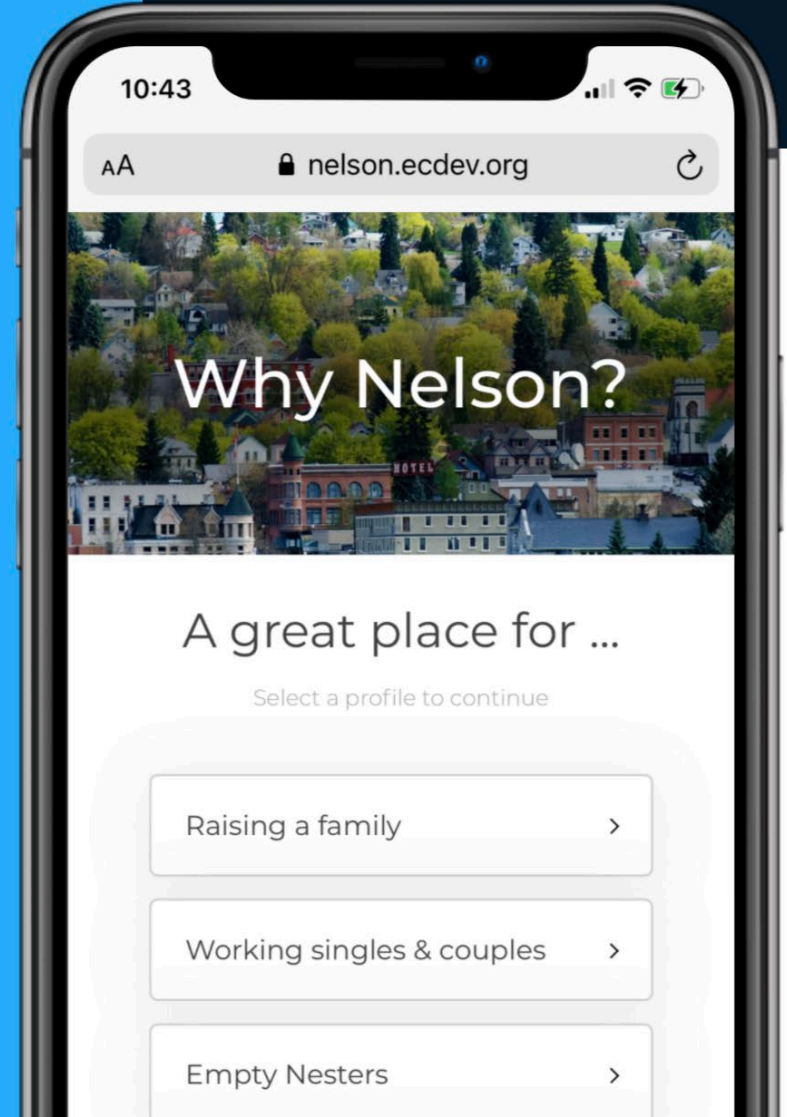 10:43
AA nelson.ecdev.org
Why Nelson?
HOTEL
A great place for ...
Select a profile to continue
Raising a family
Working singles & couples
Empty Nesters